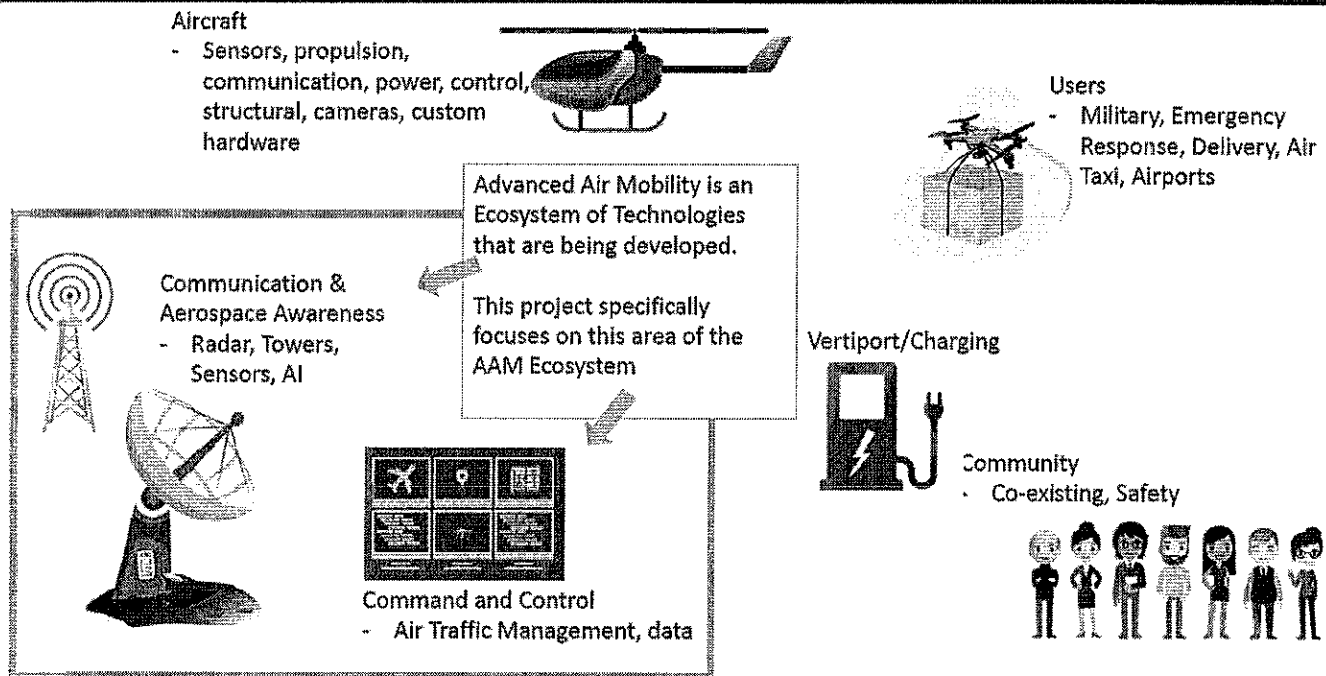 Aircraft
- Sensors, propulsion,
communication, power, control,
structural, cameras, custom
hardware
Users
- Military, Emergency
Response, Delivery, Air
Taxi, Airports
Advanced Air Mobility is an
Ecosystem of Technologies
that are being developed.
This project specifically
focuses on this area of the
AAM Ecosystem
Communication &
Aerospace Awareness
- Radar, Towers,
Sensors, AI
Vertiport/Charging
Community
- Co-existing, Safety
Command and Control
- Air Traffic Management, data